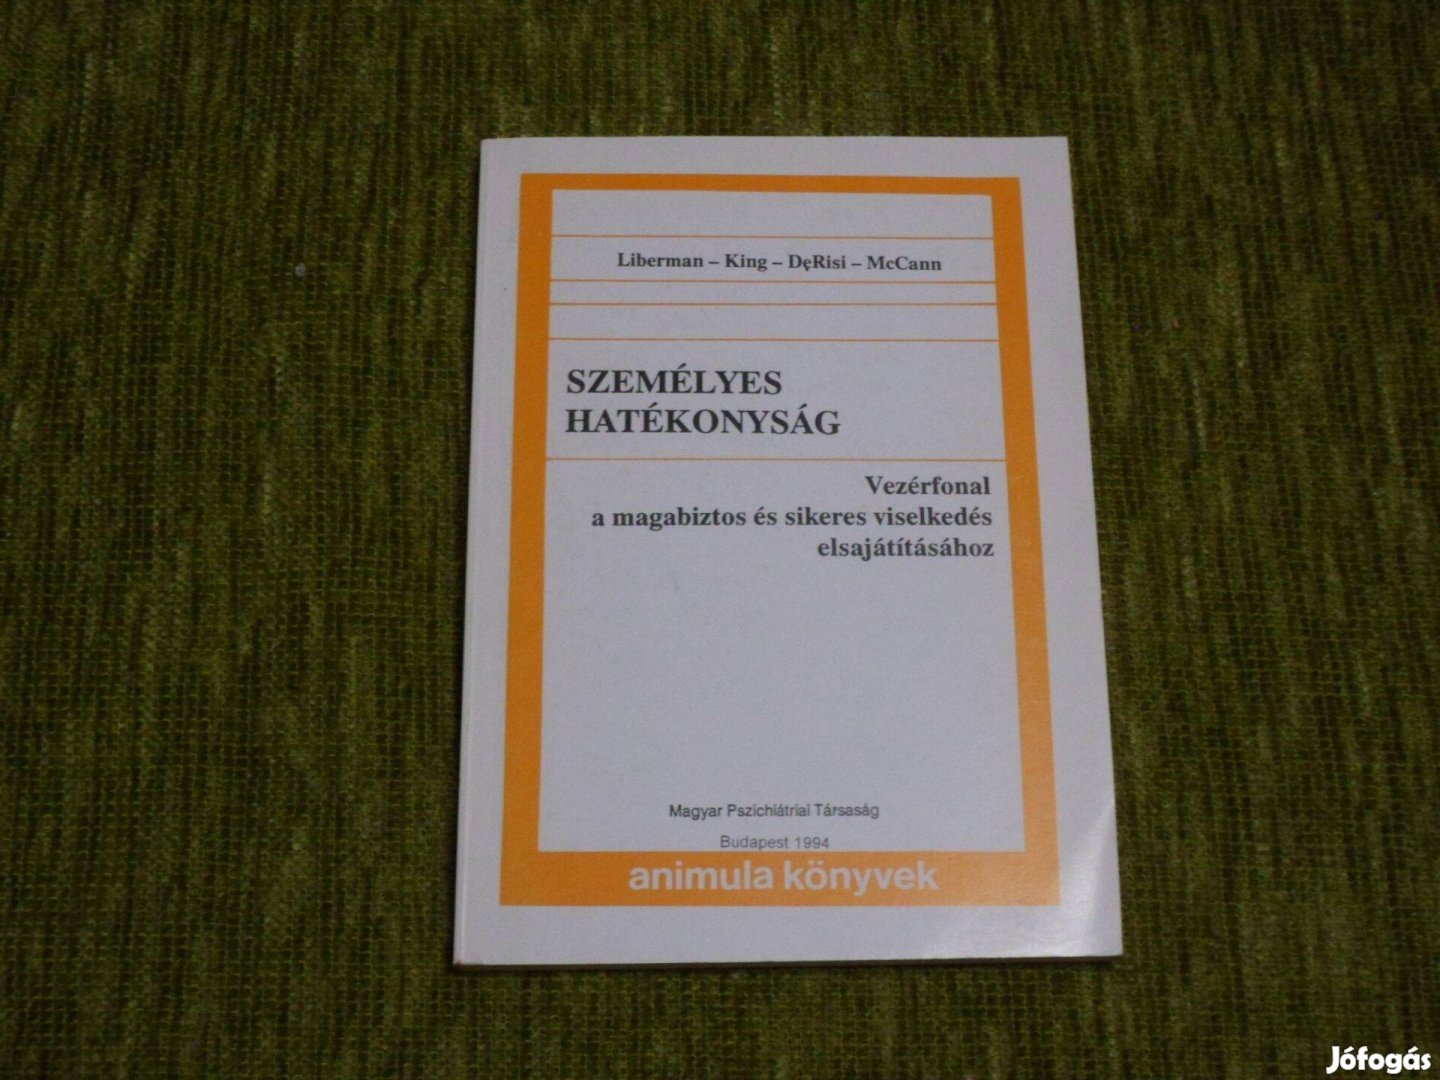 Liberman – King – DęRisi – McCann
SZEMÉLYES
HATÉKONYSÁG
Vezérfonal
a magabiztos és sikeres viselkedés
elsajátításához
Magyar Pszichiátriai Társaság
Budapest 1994
animula könyvek
Jófogás